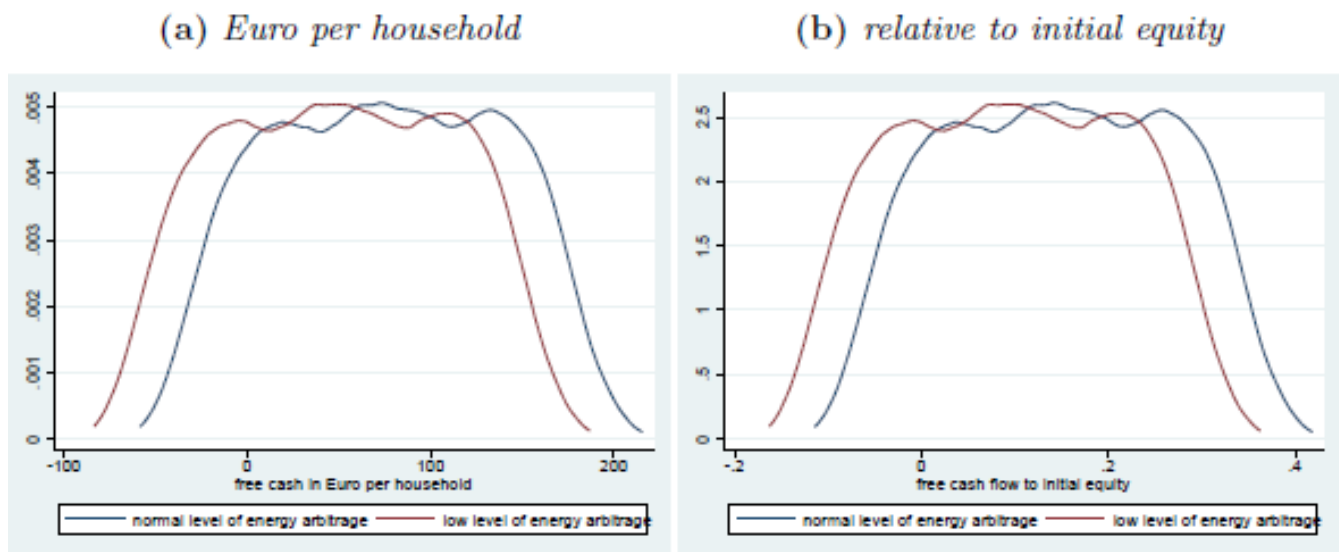 (a) Euro per household
(b) relative to initial equity
.005
.004
.003
.002
.001
0
-100
0
100
200
free cash in Euro per household
normal level of energy arbitrage
low level of energy arbitrage
2.5
2
1.5
1
.5
0
-.2
0
.2
.4
free cash flow to initial equity
normal level of energy arbitrage
low level of energy arbitrage